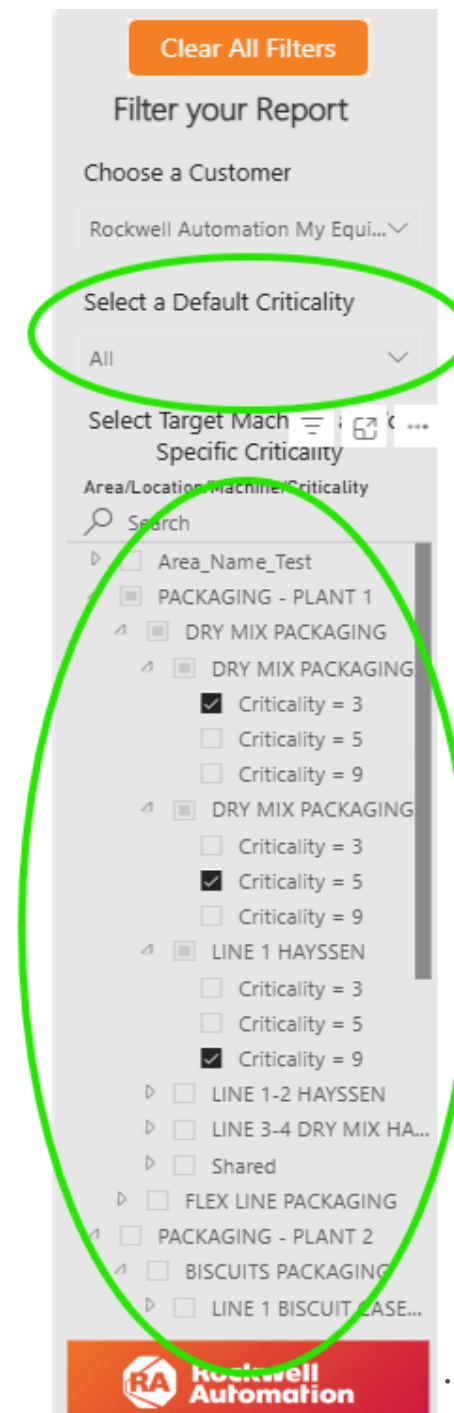 Clear All Filters
Filter your Report
Choose a Customer
Rockwell Automation My Equi...
Select a Default Criticality
All
Select Target
Specific Criticality
Area/Location/Machine/Criticality
Search
Area_Name_Test
PACKAGING - PLANT 1
DRY MIX PACKAGING
DRY MIX PACKAGING
Criticality = 3
Criticality = 5
Criticality = 9
DRY MIX PACKAGING
Criticality = 3
Criticality = 5
Criticality = 9
LINE 1 HAYSSEN
Criticality = 3
Criticality = 5
Criticality = 9
LINE 1-2 HAYSSEN
LINE 3-4 DRY MIX HA...
Shared
FLEX LINE PACKAGING
PACKAGING - PLANT 2
BISCUITS PACKAGING
LINE 1 BISCUIT CASE...
RA Rockwell
Automation